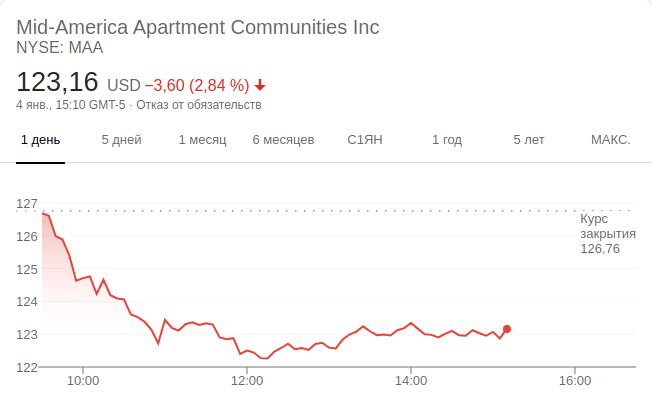 Mid-America Apartment Communities Inc
NYSE: MAA
123,16 USD −3,60 (2,84 %)
4 янв., 15:10 GMT-5 · Отказ от обязательств
1 день 5 дней 1 месяц 6 месяцев С1ЯН 1 год 5 лет МАКС.
127
Курс
закрытия
126,76
126
125
124
123
122
10:00 12:00 14:00 16:00